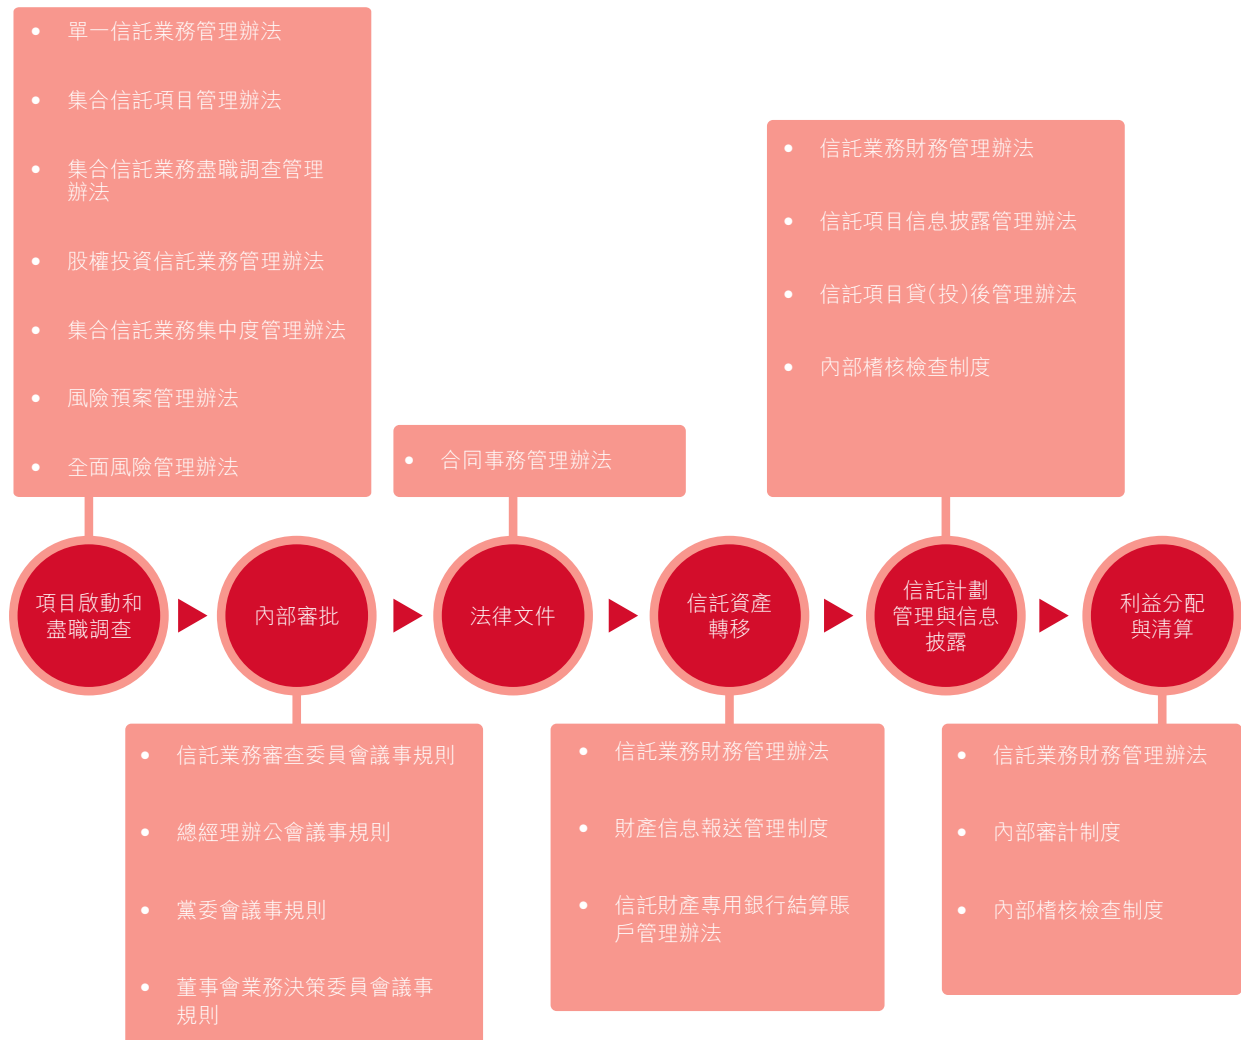 • 單一信託業務管理辦法
• 集合信託項目管理辦法
• 集合信託業務盡職調查管理
辦法
• 股權投資信託業務管理辦法
• 集合信託業務集中度管理辦法
• 風險預案管理辦法
• 全面風險管理辦法
• 合同事務管理辦法
• 信託業務財務管理辦法
• 信託項目信息披露管理辦法
• 信託項目貸(投)後管理辦法
• 內部稽核檢查制度
項目啟動和
盡職調查
內部審批
法律文件
信託資產
轉移
信託計劃
管理與信息
披露
利益分配
與清算
• 信託業務審查委員會議事規則
• 總經理辦公會議事規則
• 黨委會議事規則
• 董事會業務決策委員會議事
規則
• 信託業務財務管理辦法
• 財產信息報送管理制度
• 信託財產專用銀行結算賬
戶管理辦法
• 信託業務財務管理辦法
• 內部審計制度
• 內部稽核檢查制度